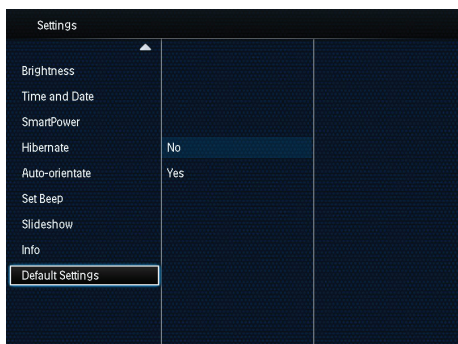 Settings
Brightness
Time and Date
SmartPower
Hibernate
No
Auto-orientate
Yes
Set Beep
Slideshow
Info
Default Settings